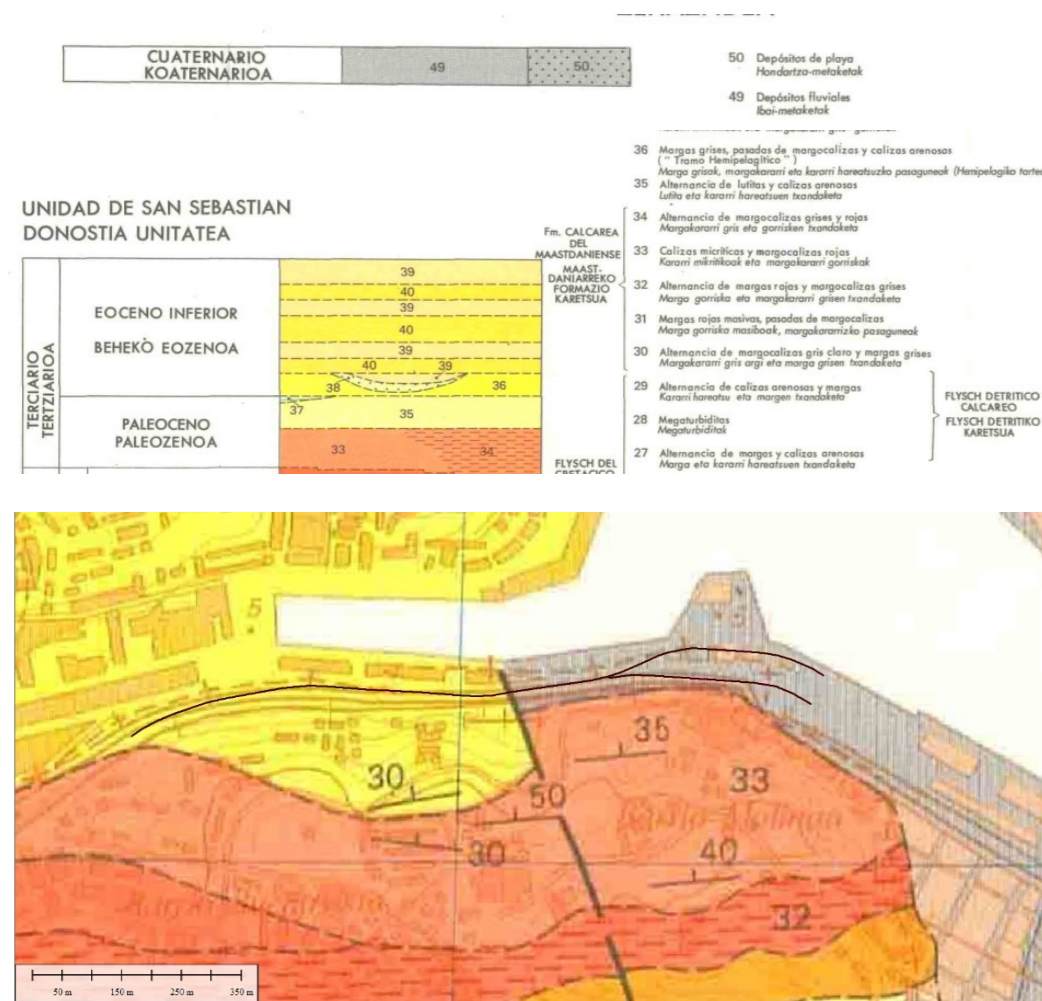 CUATERNARIO
KOATERNARIOA
49
50
50 Depósitos de playa
Hondartza-metaketak
49 Depósitos fluviales
Ibai-metaketak
36 Margas grises, pasadas de margocalizas y calizas arenosas
("Tramo Hemipelagítico")
Marga grisak, margakararri eta kararri hareatsuzko pasaguneak (Hemipelagiko
35 Alternancia de lutitas y calizas arenosas
Lutita eta kararri hareatsuen txandaketa
UNIDAD DE SAN SEBASTIAN
DONOSTIA UNITATEA
Fm. CALCAREA
DEL
MAASTDANIENSE
MAAST-
DANIARREKO
FORMAZIO
KARETSUA
34 Alternancia de margocalizas grises y rojas
Margakararri gris eta gorrisken txandaketa
33 Calizas micríticas y margocalizas rojas
Kararri mikritikoak eta margakararri gorriskak
32 Alternancia de margas rojas y margocalizas grises
Marga gorriska eta margakararri grisen txandaketa
31 Margas rojas masivas, pasadas de margocalizas
Marga gorriska masiboak, margakararrizko pasaguneak
30 Alternancia de margocalizas gris claro y margas grises
Margakararri gris argi eta marga grisen txandaketa
29 Alternancia de calizas arenosas y margas
Kararri hareatsu eta margen txandaketa
28 Megaturbiditas
Megaturbiditak
27 Alternancia de margas y calizas arenosas
Marga eta kararri hareatsuen txandaketa
FLYSCH DETRITICO
CALCAREO
FLYSCH DETRITIKO
KARETSUA
FLYSCH DEL
TERCIARIO
TERTZIARIOA
EOCENO INFERIOR
BEHEKO EOZENOA
PALEOCENO
PALEOZENOA
39
40
39
40
39
40
39
38
36
37
35
33
34
5
30
35
33
50
30
40
32
50 m
150 m
250 m
350 m